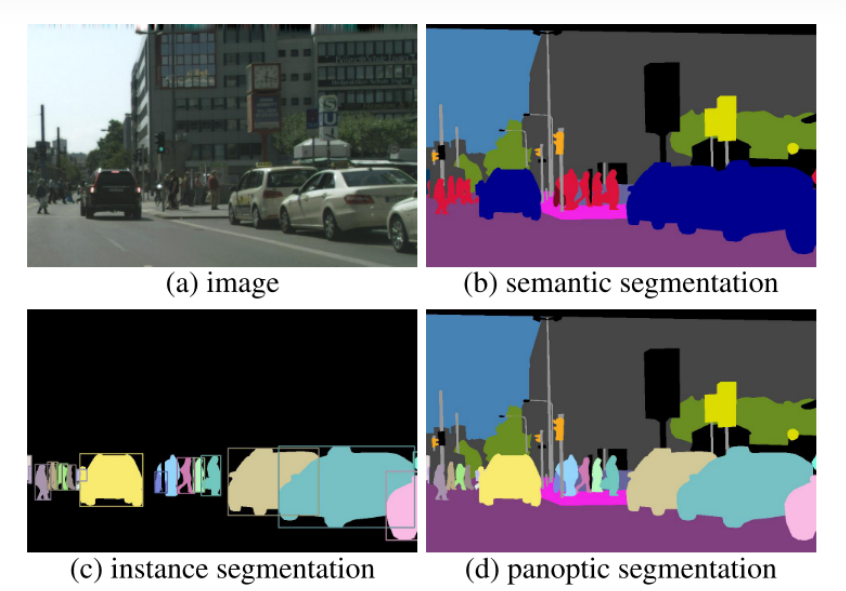 S
U
(a) image
(b) semantic segmentation
(c) instance segmentation
(d) panoptic segmentation